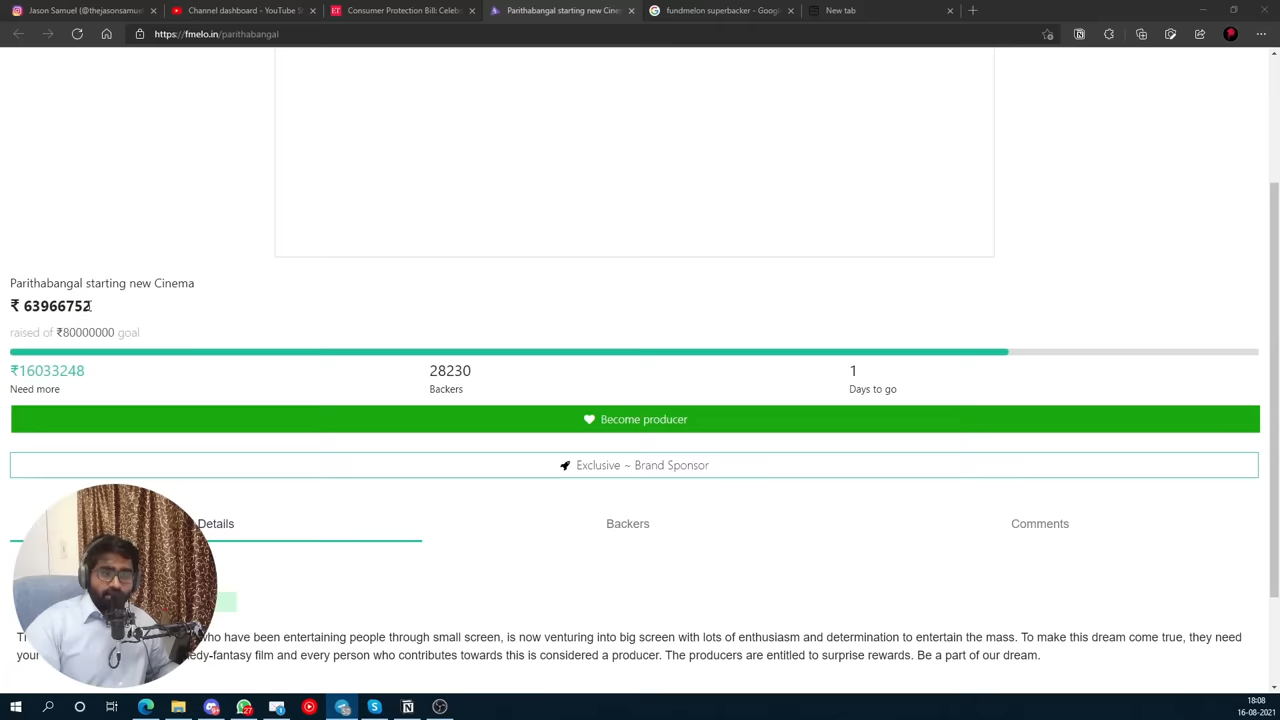 Jason Samuel (@thejasonsamuel
Channel dashboard - YouTube S
ET Consumer Protection Bill: Celeb
Parithabangal starting new Cinem
fundmelon superbacker - Googl
New tab
https://fmelo.in/parithabangal
Parithabangal starting new Cinema
₹ 63966752
raised of ₹80000000 goal
₹16033248
Need more
28230
Backers
1
Days to go
Become producer
Exclusive ~ Brand Sponsor
Details
Backers
Comments
who have been entertaining people through small screen, is now venturing into big screen with lots of enthusiasm and determination to entertain the mass. To make this dream come true, they need
your edy-fantasy film and every person who contributes towards this is considered a producer. The producers are entitled to surprise rewards. Be a part of our dream.
27
18:08
16-08-2021